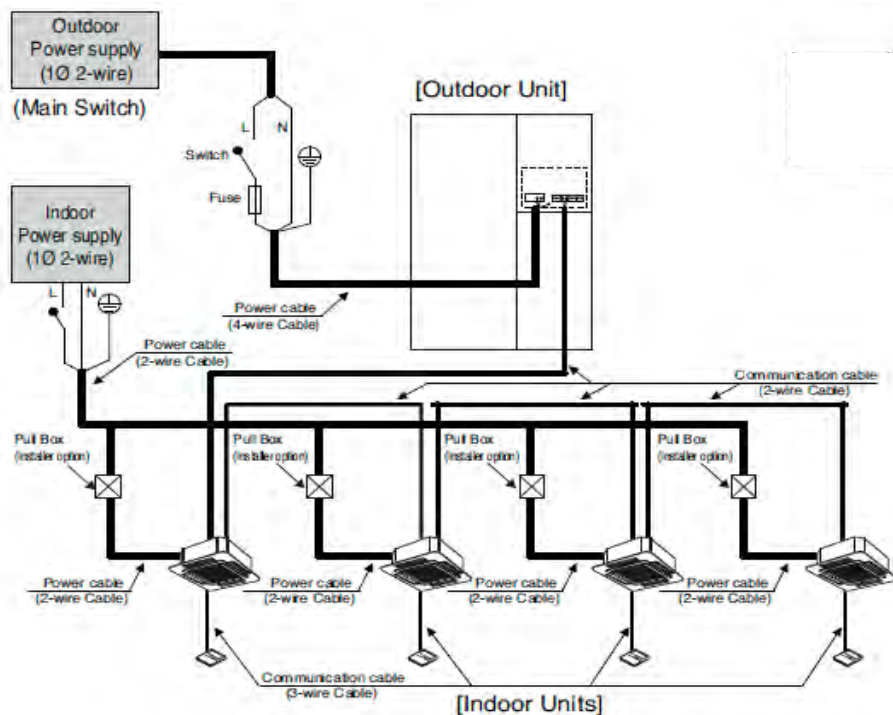 Outdoor
Power supply
(1Ø 2-wire)
(Main Switch)
[Outdoor Unit]
L N
Switch
Fuse
Indoor
Power supply
(1Ø 2-wire)
L N
Power cable
(4-wire Cable)
Power cable
(2-wire Cable)
Communication cable
(2-wire Cable)
Pull Box
(Installer option)
Pull Box
(Installer option)
Pull Box
(Installer option)
Pull Box
(Installer option)
Power cable
(2-wire Cable)
Power cable
(2-wire Cable)
Power cable
(2-wire Cable)
Power cable
(2-wire Cable)
Communication cable
(3-wire Cable)
[Indoor Units]